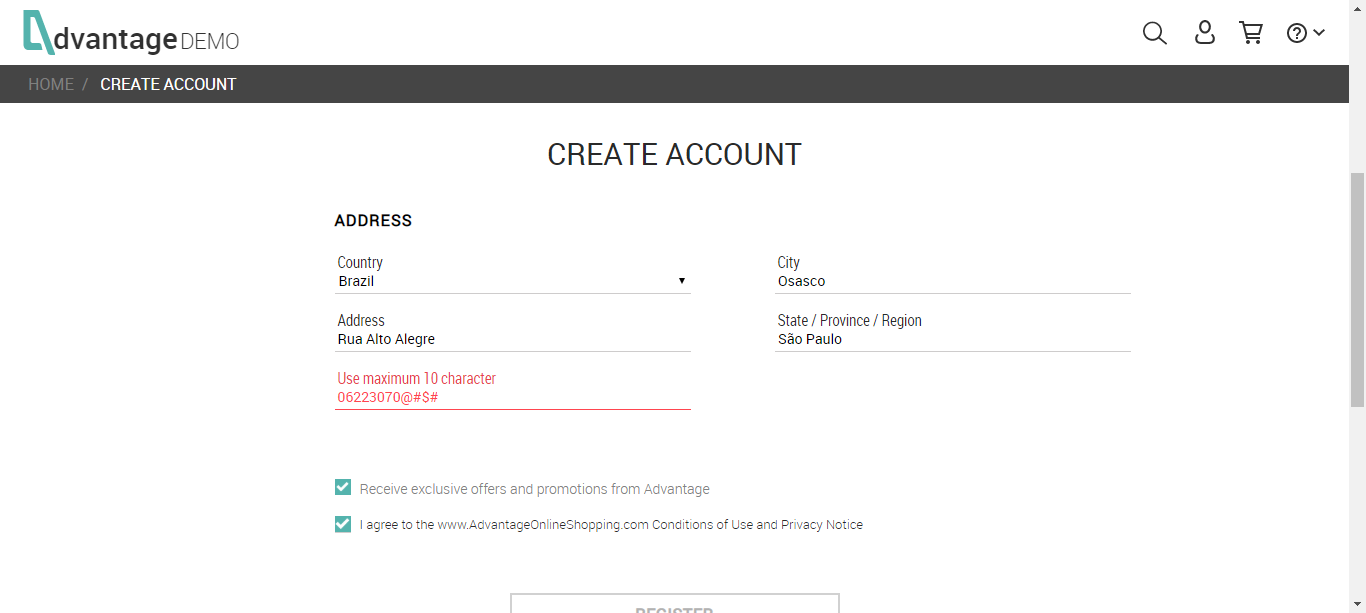 dvantage DEMO
HOME / CREATE ACCOUNT
CREATE ACCOUNT
ADDRESS
Country
Brazil
City
Osasco
Address
Rua Alto Alegre
State / Province / Region
São Paulo
Use maximum 10 character
06223070@#$#
Receive exclusive offers and promotions from Advantage
I agree to the www.AdvantageOnlineShopping.com Conditions of Use and Privacy Notice
REGISTER